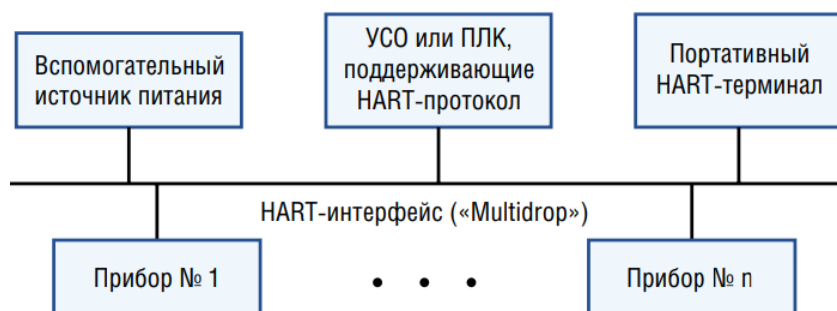 Вспомогательный
источник питания
УСО или ПЛК,
поддерживающие
HART-протокол
Портативный
HART-терминал
HART-интерфейс («Multidrop»)
Прибор № 1
• • •
Прибор № n